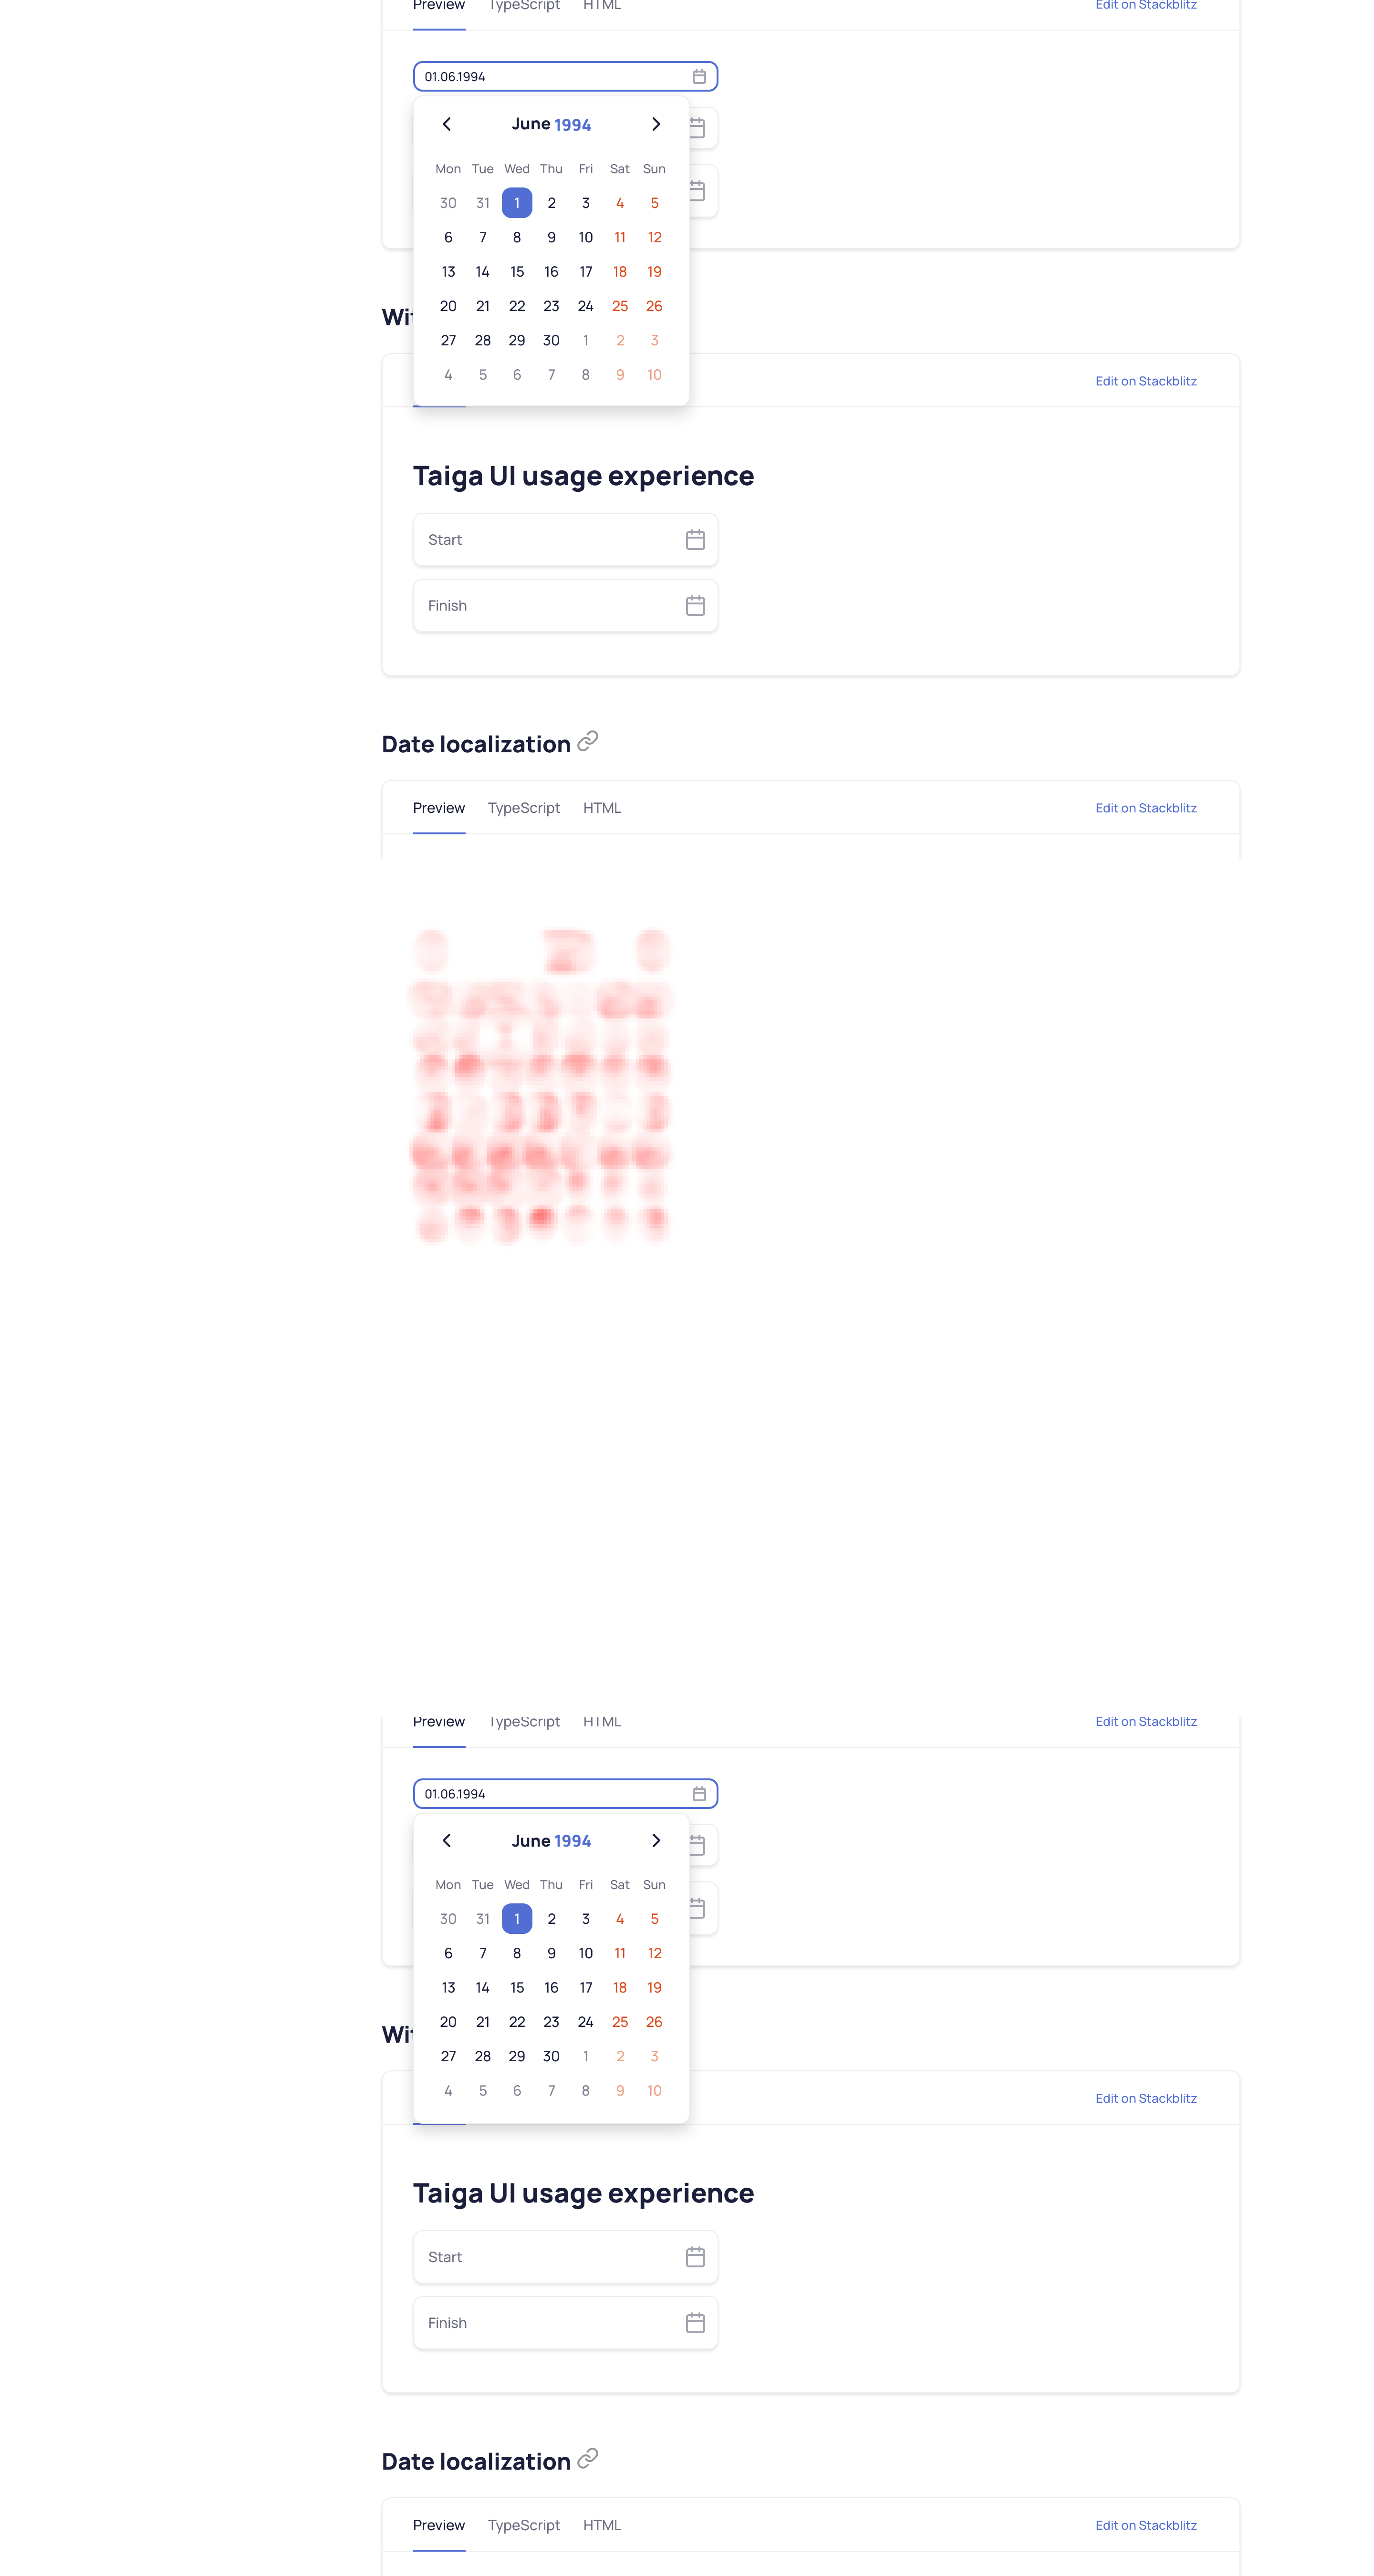 Preview TypeScript HTML Edit on Stackblitz
01.06.1994
June 1994
Mon Tue Wed Thu Fri Sat Sun
30 31 1 2 3 4 5
6 7 8 9 10 11 12
13 14 15 16 17 18 19
20 21 22 23 24 25 26
27 28 29 30 1 2 3
4 5 6 7 8 9 10
Edit on Stackblitz
Taiga UI usage experience
Start
Finish
Date localization
Preview TypeScript HTML Edit on Stackblitz
Preview TypeScript HTML Edit on Stackblitz
01.06.1994
June 1994
Mon Tue Wed Thu Fri Sat Sun
30 31 1 2 3 4 5
6 7 8 9 10 11 12
13 14 15 16 17 18 19
20 21 22 23 24 25 26
27 28 29 30 1 2 3
4 5 6 7 8 9 10
Edit on Stackblitz
Taiga UI usage experience
Start
Finish
Date localization
Preview TypeScript HTML Edit on Stackblitz